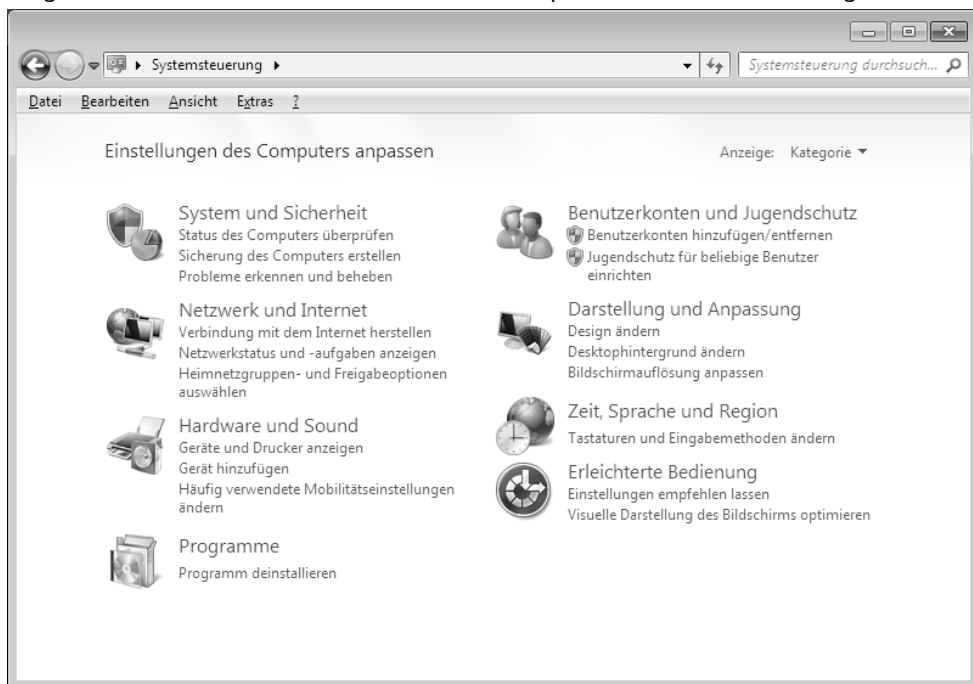 Systemsteuerung
Systemsteuerung durchsuch...
Datei Bearbeiten Ansicht Extras ?
Einstellungen des Computers anpassen
Anzeige: Kategorie
System und Sicherheit
Status des Computers überprüfen
Sicherung des Computers erstellen
Probleme erkennen und beheben
Netzwerk und Internet
Verbindung mit dem Internet herstellen
Netzwerkstatus und -aufgaben anzeigen
Heimnetzgruppen- und Freigabeoptionen
auswählen
Hardware und Sound
Geräte und Drucker anzeigen
Gerät hinzufügen
Häufig verwendete Mobilitätseinstellungen
ändern
Programme
Programm deinstallieren
Benutzerkonten und Jugendschutz
Benutzerkonten hinzufügen/entfernen
Jugendschutz für beliebige Benutzer
einrichten
Darstellung und Anpassung
Design ändern
Desktophintergrund ändern
Bildschirmauflösung anpassen
Zeit, Sprache und Region
Tastaturen und Eingabemethoden ändern
Erleichterte Bedienung
Einstellungen empfehlen lassen
Visuelle Darstellung des Bildschirms optimieren